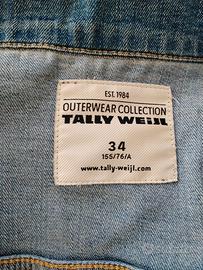 EST. 1984
OUTERWEAR COLLECTION
TALLY WEiJL
34
155/76/A
www.tally-weijl.com